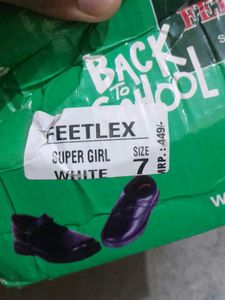 BACK
TO
SCHOOL
FEETLEX
SUPER GIRL
WHITE
SIZE
7
MRP.: 449/-